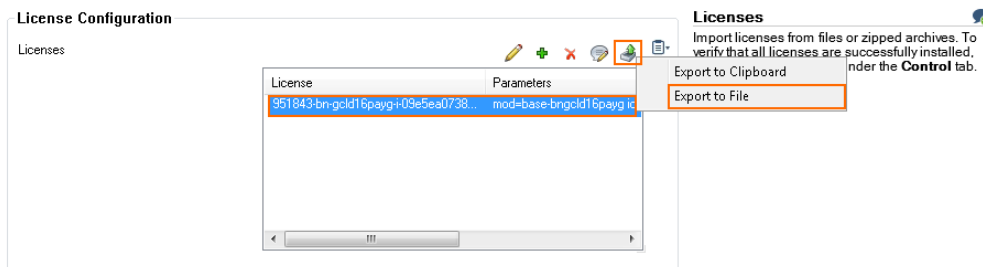 License Configuration
Licenses
License
Parameters
951843-bn-gcld16payg-i-09e5ea0738...
mod=base-bngcld16payg ic
Export to Clipboard
Export to File
Licenses
Import licenses from files or zipped archives. To
verify that all licenses are successfully installed,
nder the Control tab.